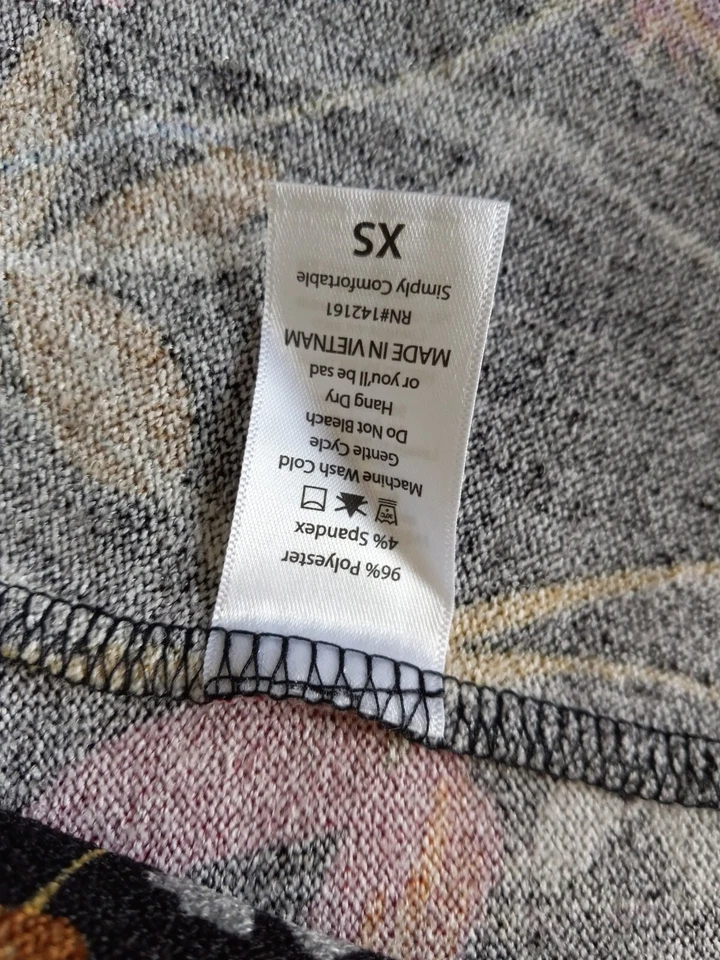 96% Polyester
4% Spandex
Machine Wash Cold
Gentle Cycle
Do Not Bleach
Hang Dry
or you'll be sad
MADE IN VIETNAM
RN#142161
Simply Comfortable
XS